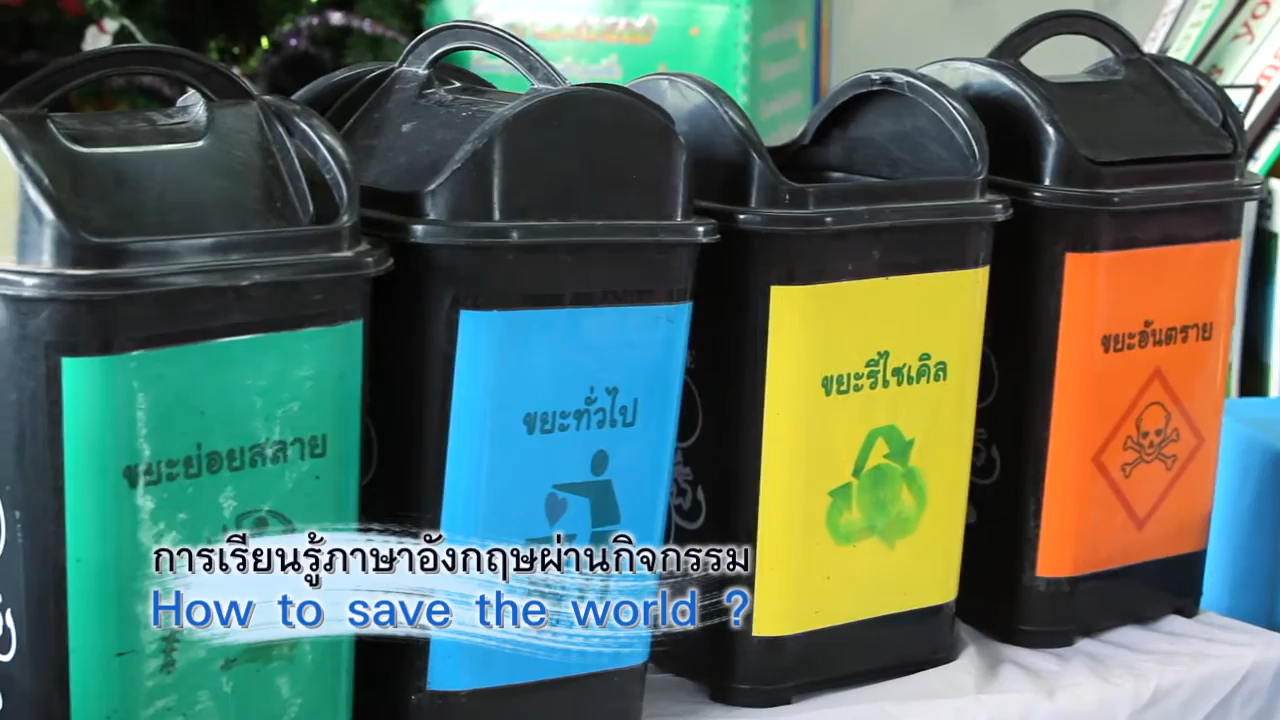 ขยะย่อยสลาย
ขยะทั่วไป
ขยะรีไซเคิล
ขยะอันตราย
การเรียนรู้ภาษาอังกฤษผ่านกิจกรรม
How to save the world ?